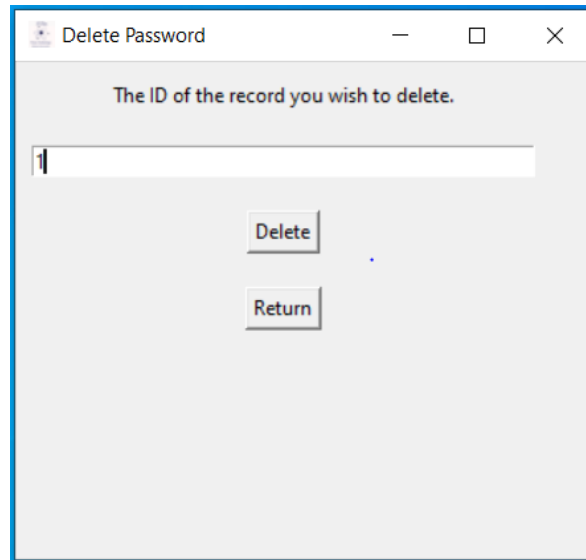 Delete Password
The ID of the record you wish to delete.
1
Delete
Return